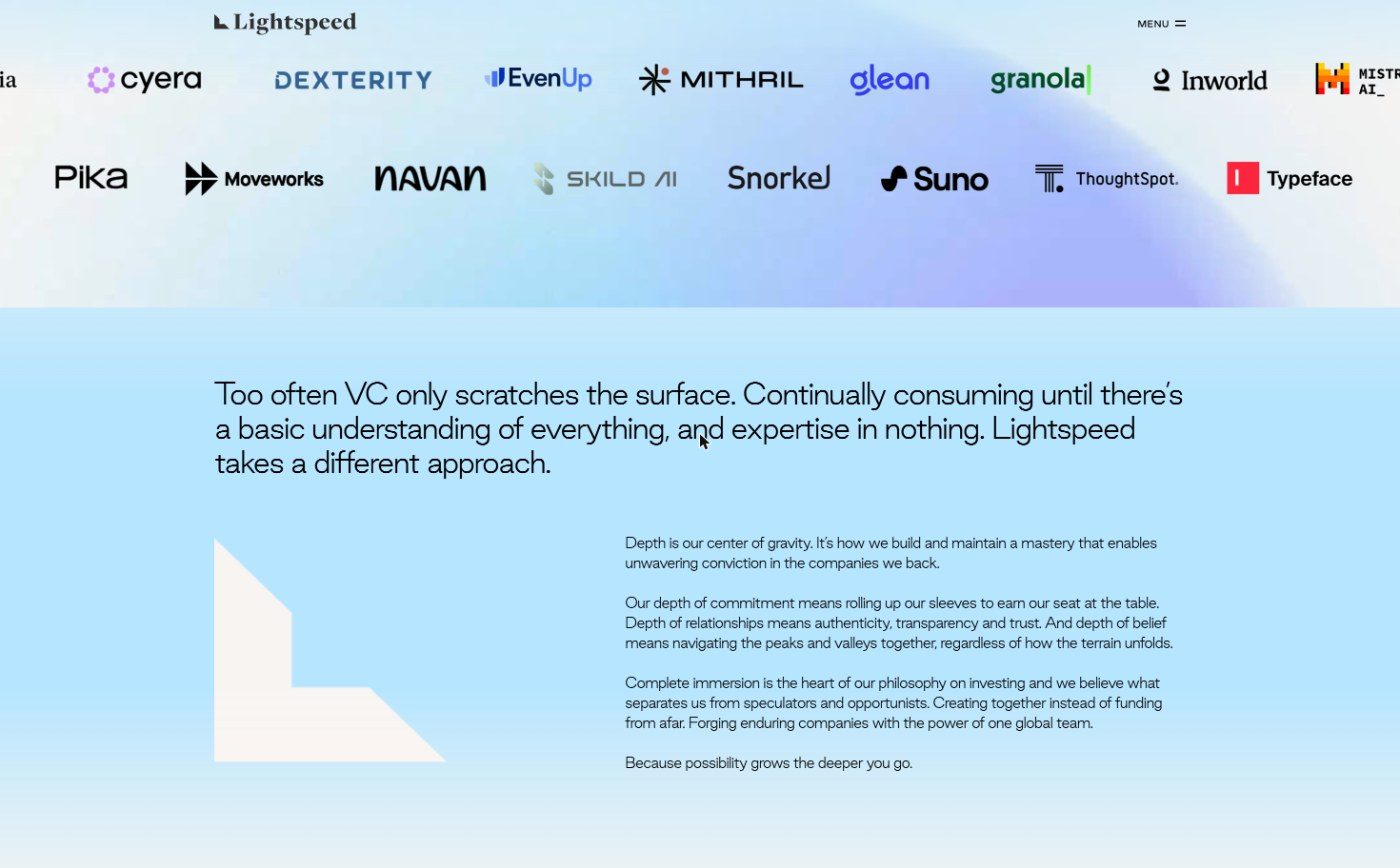 Lightspeed
MENU
ia
cyera
DEXTERITY
EvenUp
MITHRIL
glean
granola
Inworld
MISTR
AI_
Pika
Moveworks
NAVAN
SKILD AI
Snorkel
Suno
ThoughtSpot.
Typeface
Too often VC only scratches the surface. Continually consuming until there’s
a basic understanding of everything, and expertise in nothing. Lightspeed
takes a different approach.
Depth is our center of gravity. It’s how we build and maintain a mastery that enables
unwavering conviction in the companies we back.
Our depth of commitment means rolling up our sleeves to earn our seat at the table.
Depth of relationships means authenticity, transparency and trust. And depth of belief
means navigating the peaks and valleys together, regardless of how the terrain unfolds.
Complete immersion is the heart of our philosophy on investing and we believe what
separates us from speculators and opportunists. Creating together instead of funding
from afar. Forging enduring companies with the power of one global team.
Because possibility grows the deeper you go.